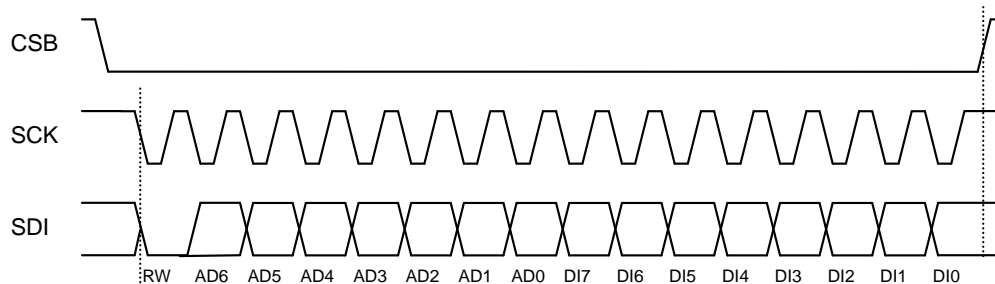 CSB
SCK
SDI
RW AD6 AD5 AD4 AD3 AD2 AD1 AD0 DI7 DI6 DI5 DI4 DI3 DI2 DI1 DI0